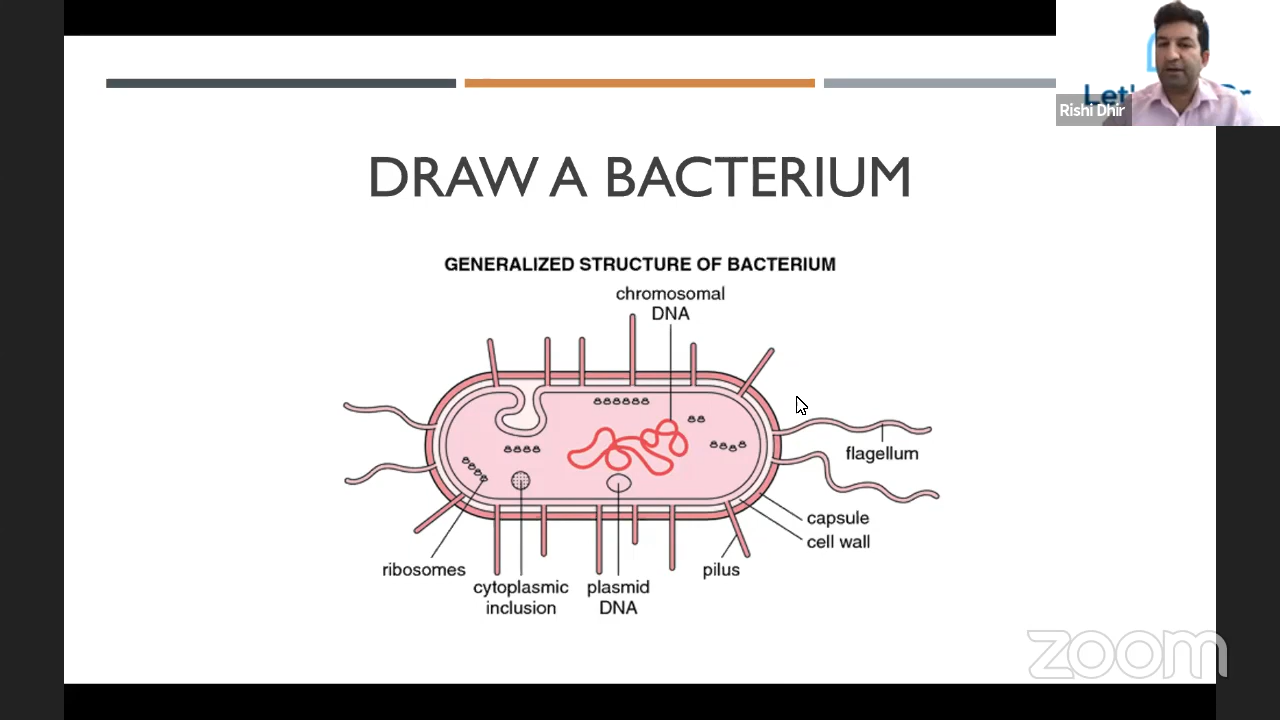 Let's
Rishi Dhir
DRAW A BACTERIUM
GENERALIZED STRUCTURE OF BACTERIUM
chromosomal
DNA
flagellum
capsule
cell wall
ribosomes
pilus
cytoplasmic
inclusion
plasmid
DNA
zoom